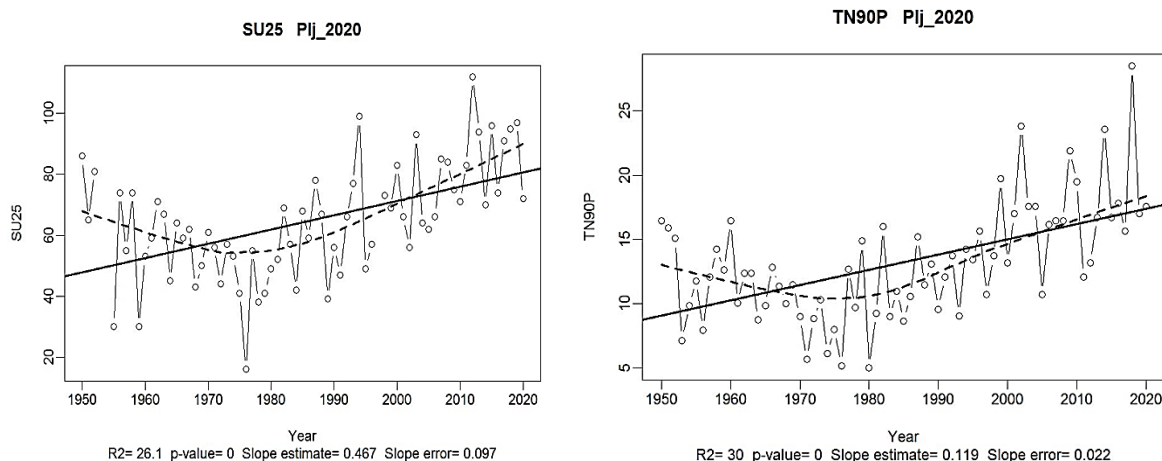 SU25 Plj_2020
SU25
100
80
60
40
20
1950 1960 1970 1980 1990 2000 2010 2020
Year
R2= 26.1 p-value= 0 Slope estimate= 0.467 Slope error= 0.097
TN90P Plj_2020
TN90P
25
20
15
10
5
1950 1960 1970 1980 1990 2000 2010 2020
Year
R2= 30 p-value= 0 Slope estimate= 0.119 Slope error= 0.022